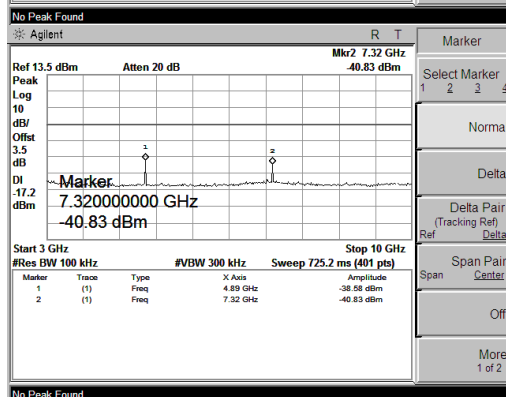 No Peak Found
Agilent
R T
Marker
Mkr2 7.32 GHz
Ref 13.5 dBm Atten 20 dB -40.83 dBm
Peak
Log
10
dB/
Offst
3.5
dB
DI
-17.2
dBm
1
2
Marker
7.320000000 GHz
-40.83 dBm
Start 3 GHz Stop 10 GHz
#Res BW 100 kHz #VBW 300 kHz Sweep 725.2 ms (401 pts)
Marker Trace Type X Axis Amplitude
1 (1) Freq 4.89 GHz -38.58 dBm
2 (1) Freq 7.32 GHz -40.83 dBm
Select Marker
1 2 3 4
Norma
Delta
Delta Pair
(Tracking Ref)
Ref Delta
Span Pair
Span Center
Off
More
1 of 2
No Peak Found